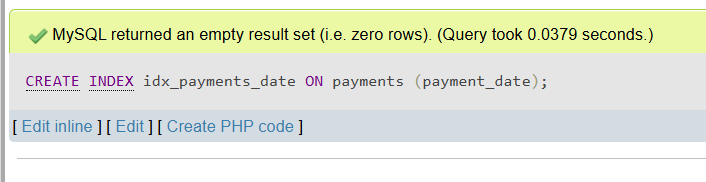 MySQL returned an empty result set (i.e. zero rows). (Query took 0.0379 seconds.)
CREATE INDEX idx_payments_date ON payments (payment_date);
[ Edit inline ] [ Edit ] [ Create PHP code ]